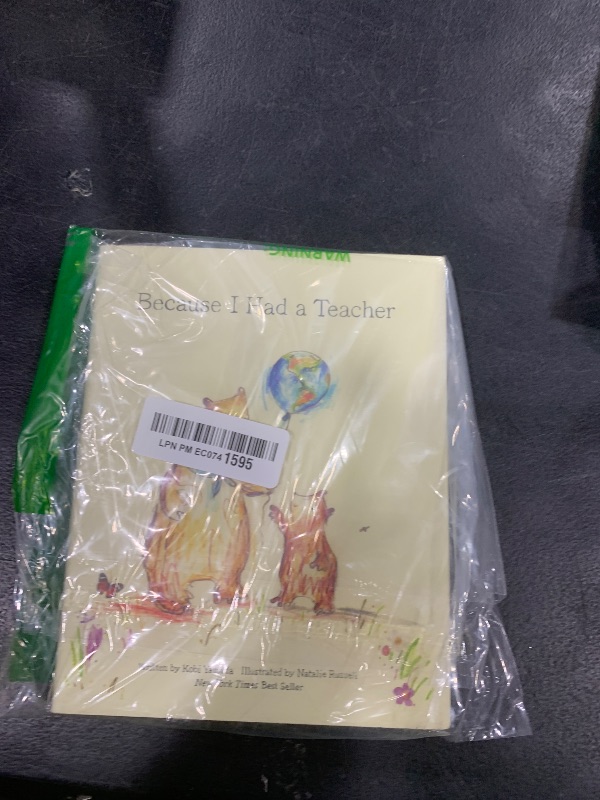 WARNING
Because I Had a Teacher
LPN PM EC074 1595
Written by Kobi Yamada Illustrated by Natalie Russell
New York Times Best Seller